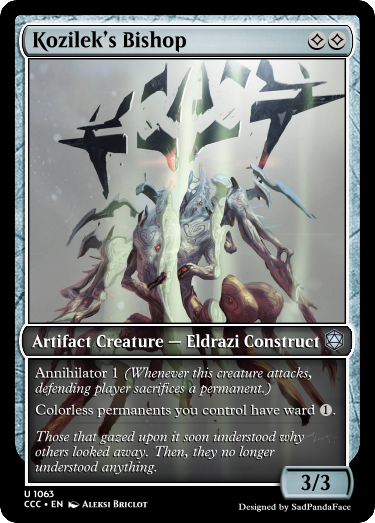 Kozilek's Bishop
Artifact Creature — Eldrazi Construct
Annihilator 1 (Whenever this creature attacks,
defending player sacrifices a permanent.)
Colorless permanents you control have ward 1.
Those that gazed upon it soon understood why
others looked away. Then, they no longer
understood anything.
3/3
U 1063
CCC • EN Aleksi Briclot
Designed by SadPandaFace